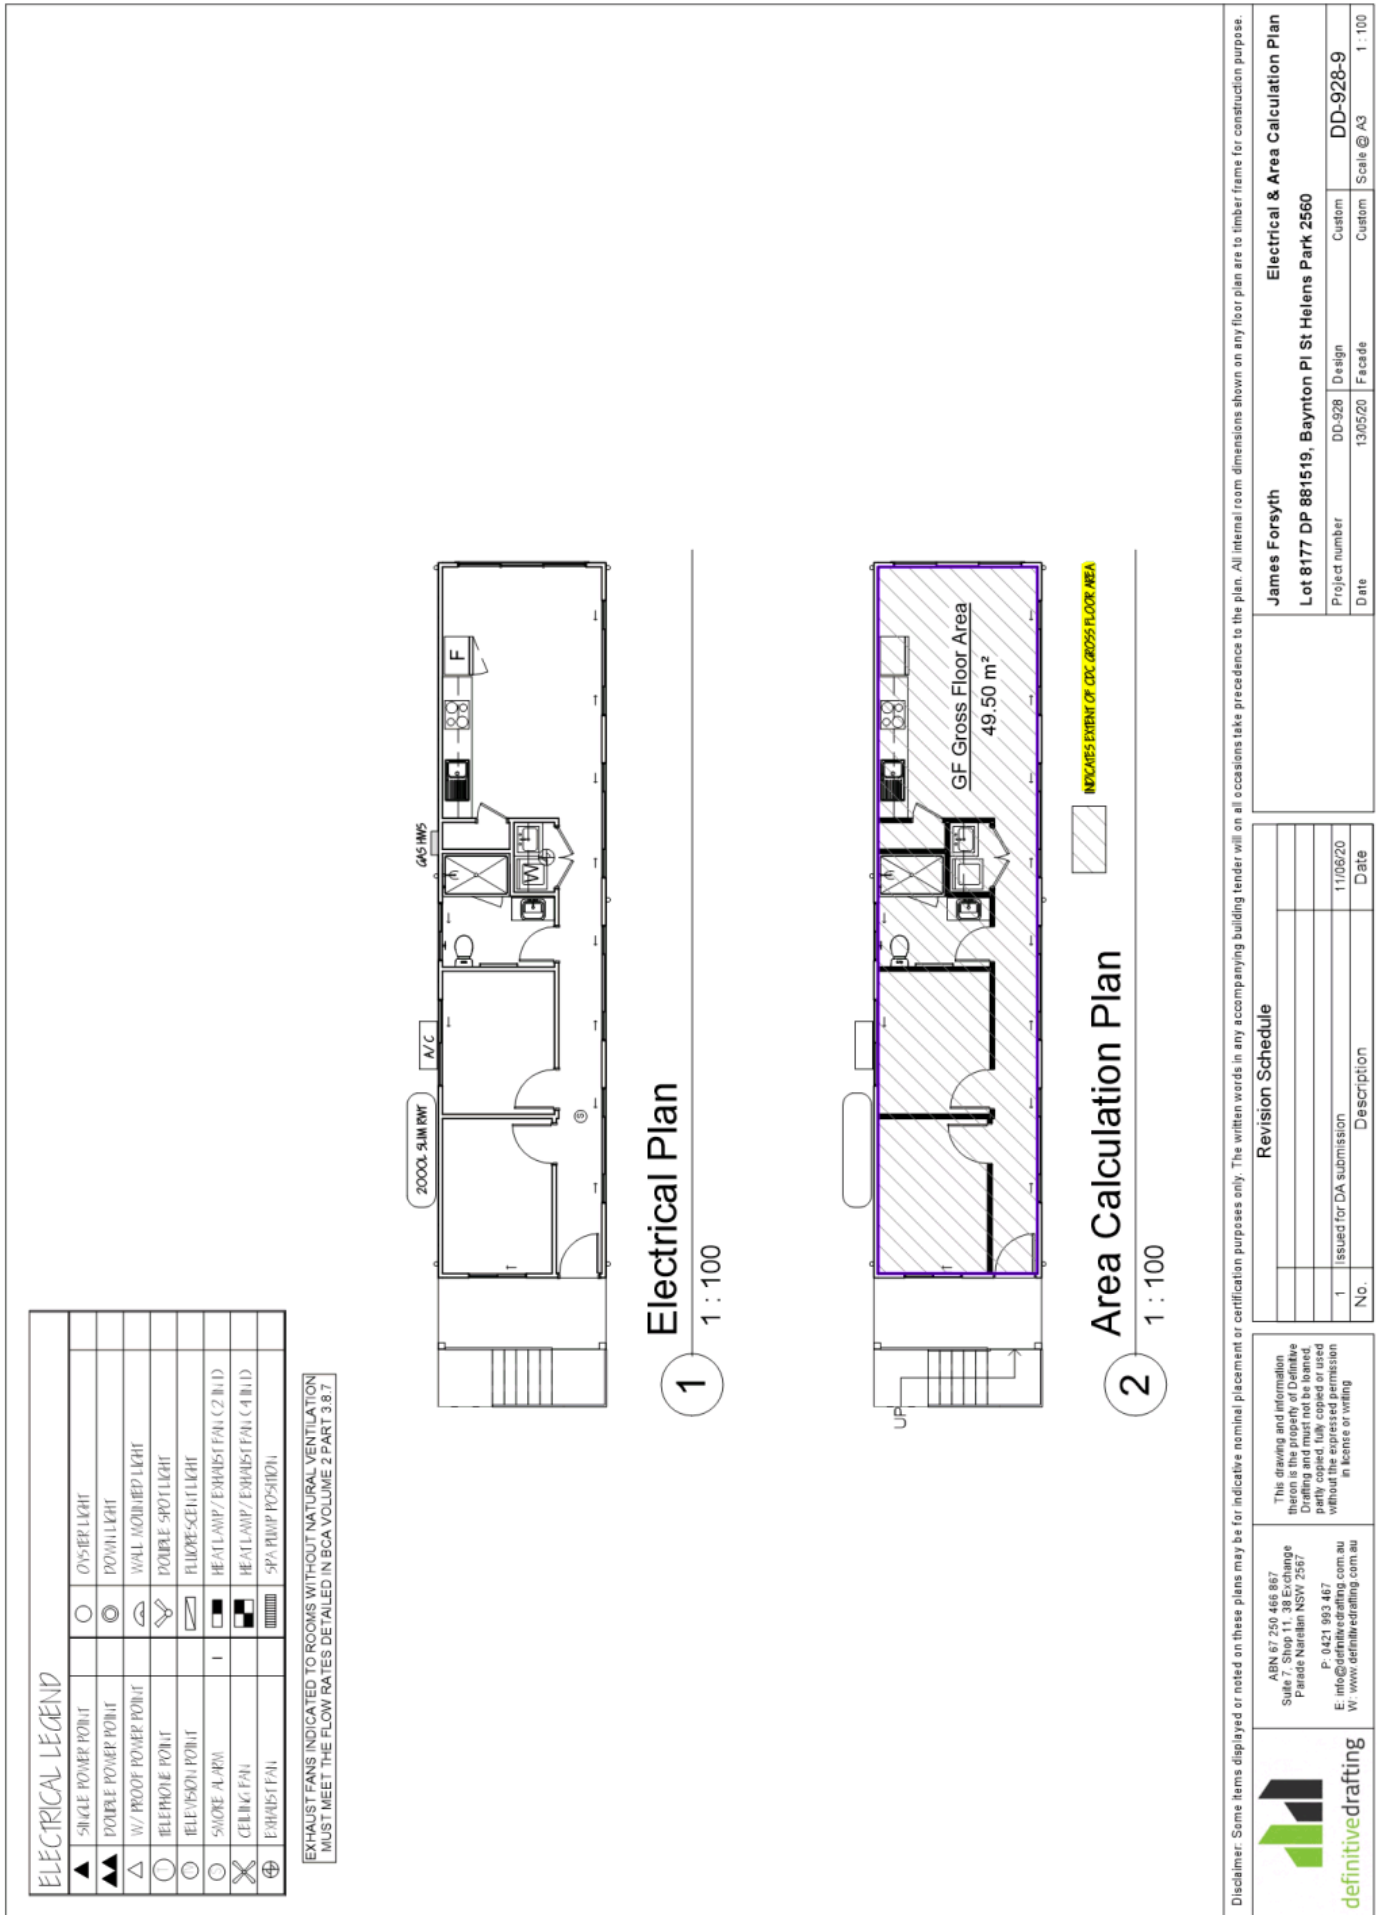 ELECTRICAL LEGEND
SINGLE POWER POINT
OYSTER LIGHT
DOUBLE POWER POINT
DOWN LIGHT
W/ PROOF POWER POINT
WALL MOUNTED LIGHT
TELEPHONE POINT
DOUBLE SPOT LIGHT
TELEVISION POINT
FLUORESCENT LIGHT
SMOKE ALARM
HEAT LAMP / EXHAUST FAN (2 IN 1)
CEILING FAN
HEAT LAMP / EXHAUST FAN (4 IN 1)
EXHAUST FAN
SPA PUMP POSITION
EXHAUST FANS INDICATED TO ROOMS WITHOUT NATURAL VENTILATION
MUST MEET THE FLOW RATES DETAILED IN BCA VOLUME 2 PART 3.8.7
2000L SLIM RWT
A/C
GAS HWS
W
F
S
1
Electrical Plan
1 : 100
UP
GF Gross Floor Area
49.50 m²
INDICATES EXTENT OF CDC GROSS FLOOR AREA
2
Area Calculation Plan
1 : 100
Disclaimer: Some items displayed or noted on these plans may be for indicative nominal placement or certification purposes only. The written words in any accompanying building tender will on all occasions take precedence to the plan. All internal room dimensions shown on any floor plan are to timber frame for construction purpose.
definitivedrafting
ABN 67 250 466 867
Suite 7, Shop 11, 38 Exchange
Parade Narellan NSW 2567
P: 0421 993 467
E: info@definitivedrafting.com.au
W: www.definitivedrafting.com.au
This drawing and information
theron is the property of Definitive
Drafting and must not be loaned,
partly copied, fully copied or used
without the expressed permission
in license or writing
Revision Schedule
1 Issued for DA submission 11/06/20
No. Description Date
James Forsyth Electrical & Area Calculation Plan
Lot 8177 DP 881519, Baynton Pl St Helens Park 2560
Project number DD-928 Design Custom DD-928-9
Date 13/05/20 Facade Custom Scale @ A3 1 : 100